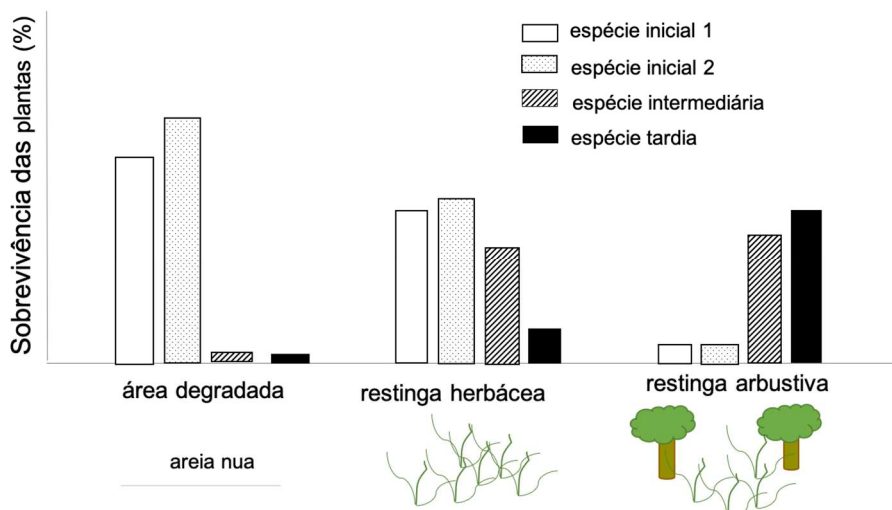 Sobrevivência das plantas (%)
espécie inicial 1
espécie inicial 2
espécie intermediária
espécie tardia
área degradada
restinga herbácea
restinga arbustiva
areia nua